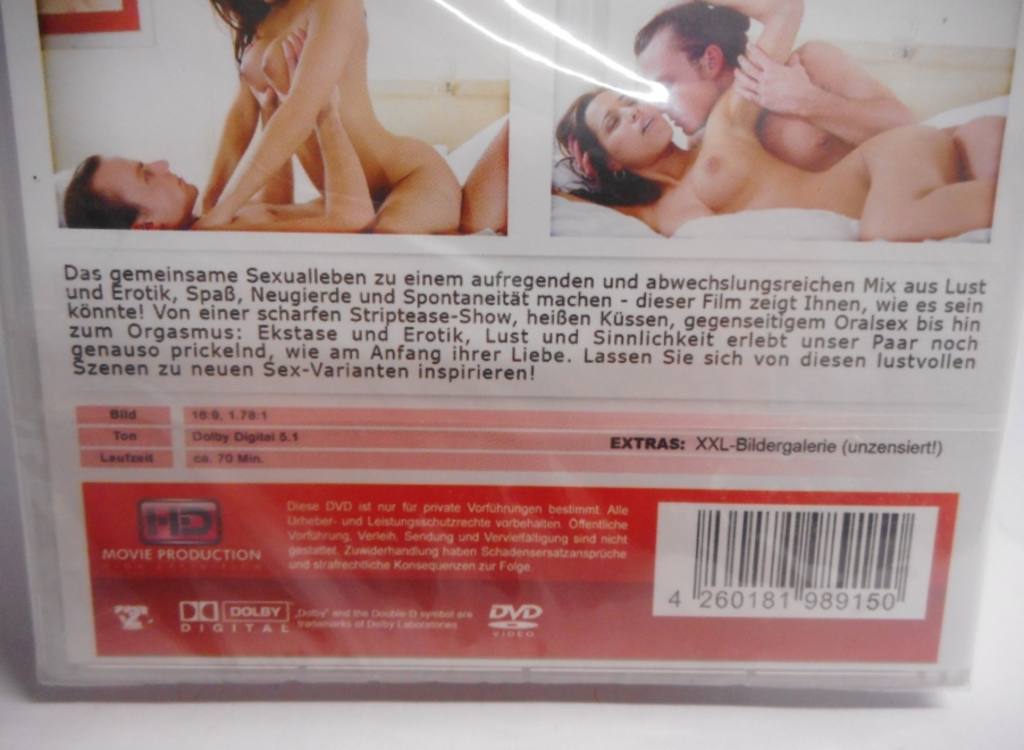 Das gemeinsame Sexualleben zu einem aufregenden und abwechslungsreichen Mix aus Lust
und Erotik, Spaß, Neugierde und Spontaneität machen - dieser Film zeigt Ihnen, wie es sein
könnte! Von einer scharfen Striptease-Show, heißen Küssen, gegenseitigem Oralsex bis hin
zum Orgasmus: Ekstase und Erotik, Lust und Sinnlichkeit erlebt unser Paar noch
genauso prickelnd, wie am Anfang ihrer Liebe. Lassen Sie sich von diesen lustvollen
Szenen zu neuen Sex-Varianten inspirieren!
Bild 16:9, 1.78:1
Ton Dolby Digital 5.1
Laufzeit ca. 70 Min.
EXTRAS: XXL-Bildergalerie (unzensiert!)
HD
MOVIE PRODUCTION
Diese DVD ist nur für private Vorführungen bestimmt. Alle
Urheber- und Leistungsschutzrechte vorbehalten. Öffentliche
Vorführung, Verleih, Sendung und Vervielfältigung sind nicht
gestattet. Zuwiderhandlung haben Schadensersatzansprüche
und strafrechtliche Konsequenzen zur Folge.
DOLBY
DIGITAL
„Dolby" and the Double-D symbol are
trademarks of Dolby Laboratories
DVD
VIDEO
4 260181 989150